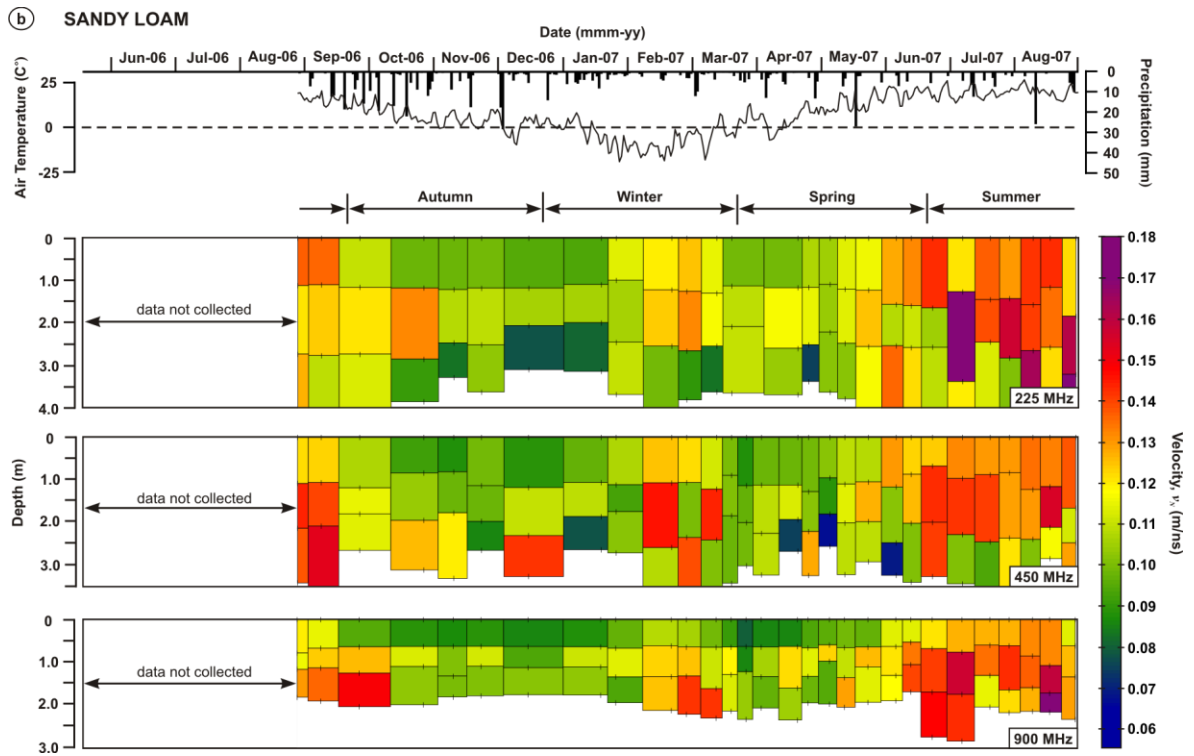 b SANDY LOAM
Date (mmm-yy)
Jun-06 Jul-06 Aug-06 Sep-06 Oct-06 Nov-06 Dec-06 Jan-07 Feb-07 Mar-07 Apr-07 May-07 Jun-07 Jul-07 Aug-07
Air Temperature (C°)
25
0
-25
0
10
20
30
40
50
Precipitation (mm)
Autumn Winter Spring Summer
0
1.0
2.0
3.0
4.0
data not collected
225 MHz
Depth (m)
0
1.0
2.0
3.0
data not collected
450 MHz
0
1.0
2.0
3.0
data not collected
900 MHz
0.18
0.17
0.16
0.15
0.14
0.13
0.12
0.11
0.10
0.09
0.08
0.07
0.06